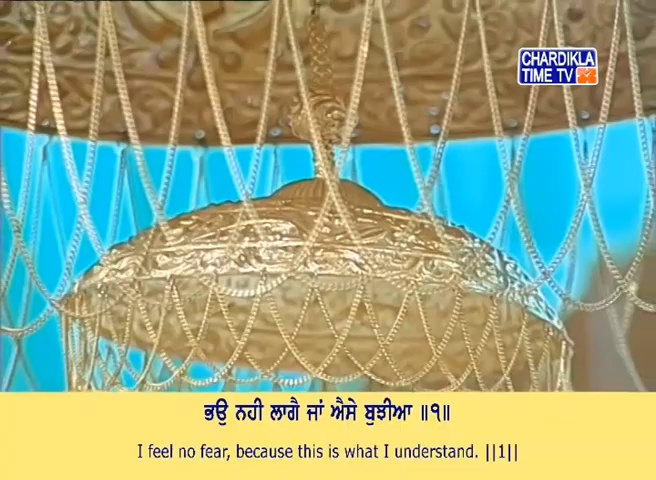 CHARDIKLA
TIME TV
ਭਉ ਨਹੀ ਲਾਗੈ ਜਾਂ ਐਸੇ ਬੁਝੀਆ ॥੧॥
I feel no fear, because this is what I understand. ||1||